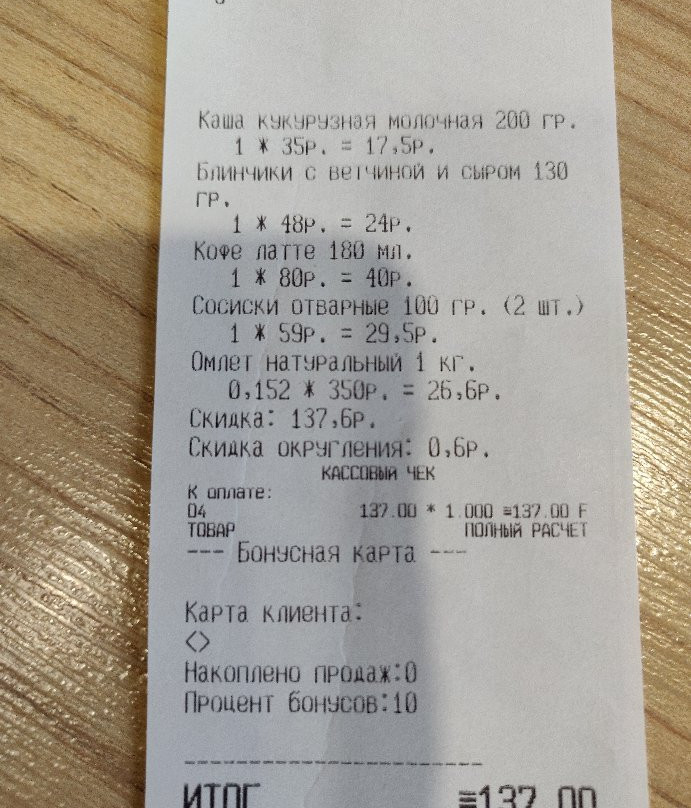 Каша кукурузная молочная 200 гр.
1 * 35р. = 17,5р.
Блинчики с ветчиной и сыром 130
гр.
1 * 48р. = 24р.
Кофе латте 180 мл.
1 * 80р. = 40р.
Сосиски отварные 100 гр. (2 шт.)
1 * 59р. = 29,5р.
Омлет натуральный 1 кг.
0,152 * 350р. = 26,6р.
Скидка: 137,6р.
Скидка округления: 0,6р.
КАССОВЫЙ ЧЕК
К оплате:
04 137.00 * 1.000 ≡137.00 F
ТОВАР ПОЛНЫЙ РАСЧЕТ
--- Бонусная карта ---
Карта клиента:
<>
Накоплено продаж:0
Процент бонусов:10
------------------------
ИТОГ ≡137.00